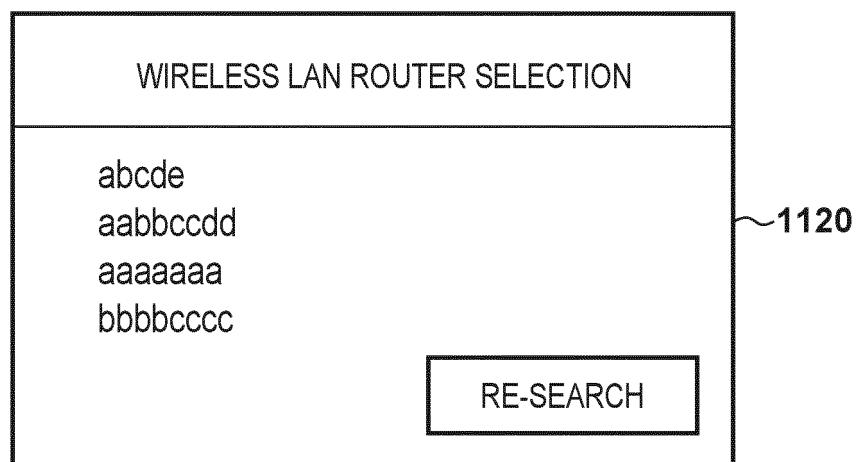 WIRELESS LAN ROUTER SELECTION
abcde
aabbccdd
aaaaaaa
bbbbcccc
1120
RE-SEARCH